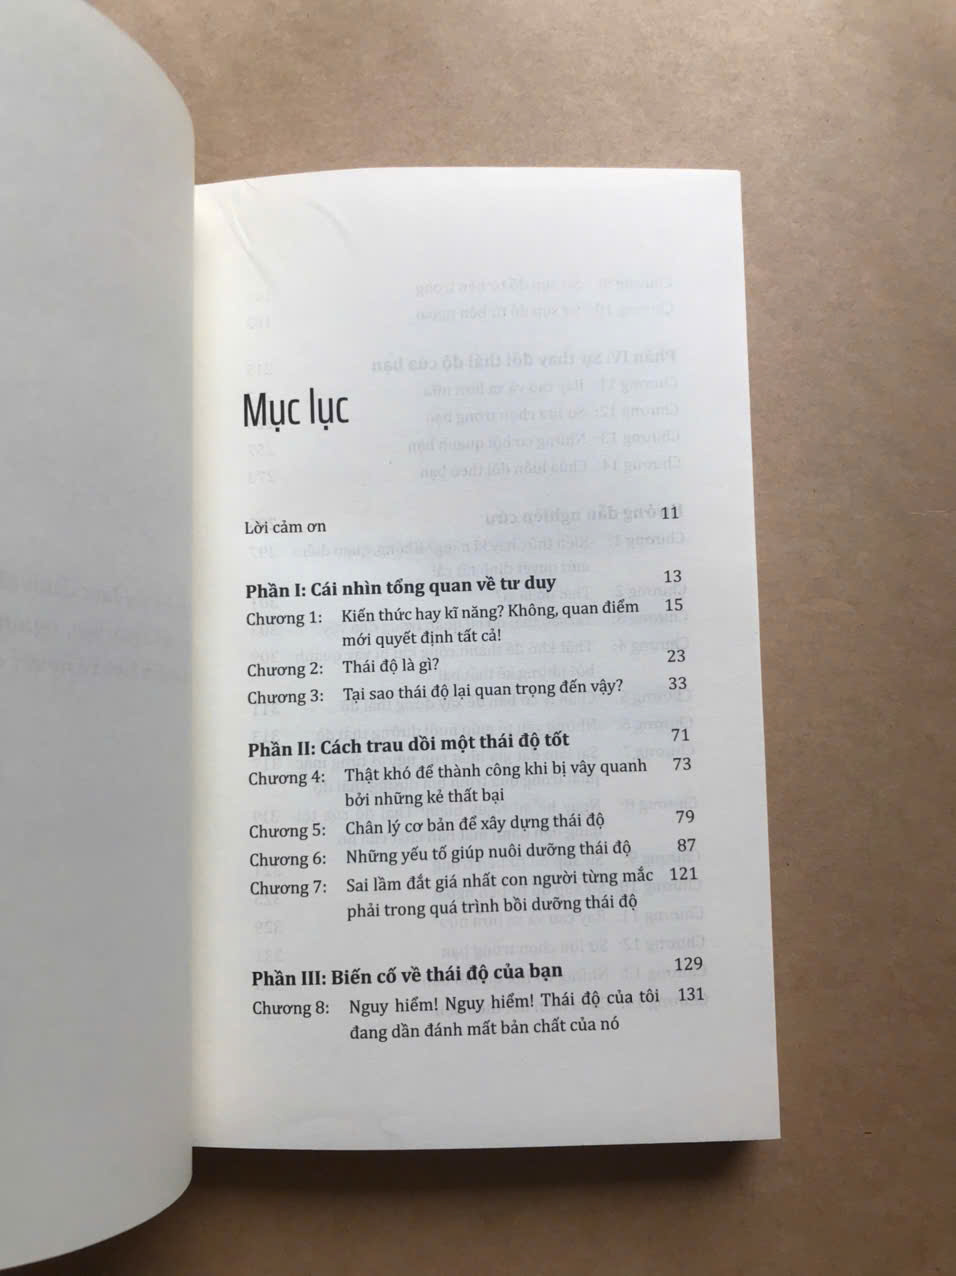 Mục lục
Lời cảm ơn 11
Phần I: Cái nhìn tổng quan về tư duy 13
Chương 1: Kiến thức hay kĩ năng? Không, quan điểm 15
mới quyết định tất cả!
Chương 2: Thái độ là gì? 23
Chương 3: Tại sao thái độ lại quan trọng đến vậy? 33
Phần II: Cách trau dồi một thái độ tốt 71
Chương 4: Thật khó để thành công khi bị vây quanh 73
bởi những kẻ thất bại
Chương 5: Chân lý cơ bản để xây dựng thái độ 79
Chương 6: Những yếu tố giúp nuôi dưỡng thái độ 87
Chương 7: Sai lầm đắt giá nhất con người từng mắc 121
phải trong quá trình bồi dưỡng thái độ
Phần III: Biến cố về thái độ của bạn 129
Chương 8: Nguy hiểm! Nguy hiểm! Thái độ của tôi 131
đang dần đánh mất bản chất của nó